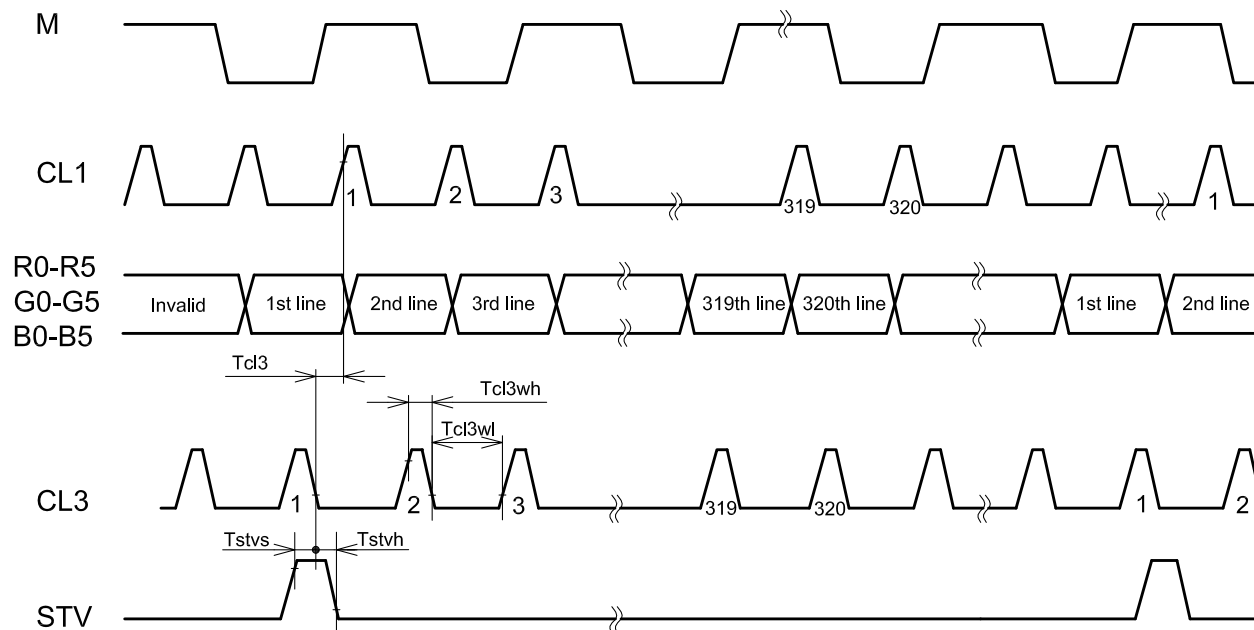 M
CL1
1 2 3 319 320 1
R0-R5
G0-G5
B0-B5
Invalid 1st line 2nd line 3rd line 319th line 320th line 1st line 2nd line
Tcl3
Tcl3wh
Tcl3wl
CL3
1 2 3 319 320 1 2
Tstvs Tstvh
STV